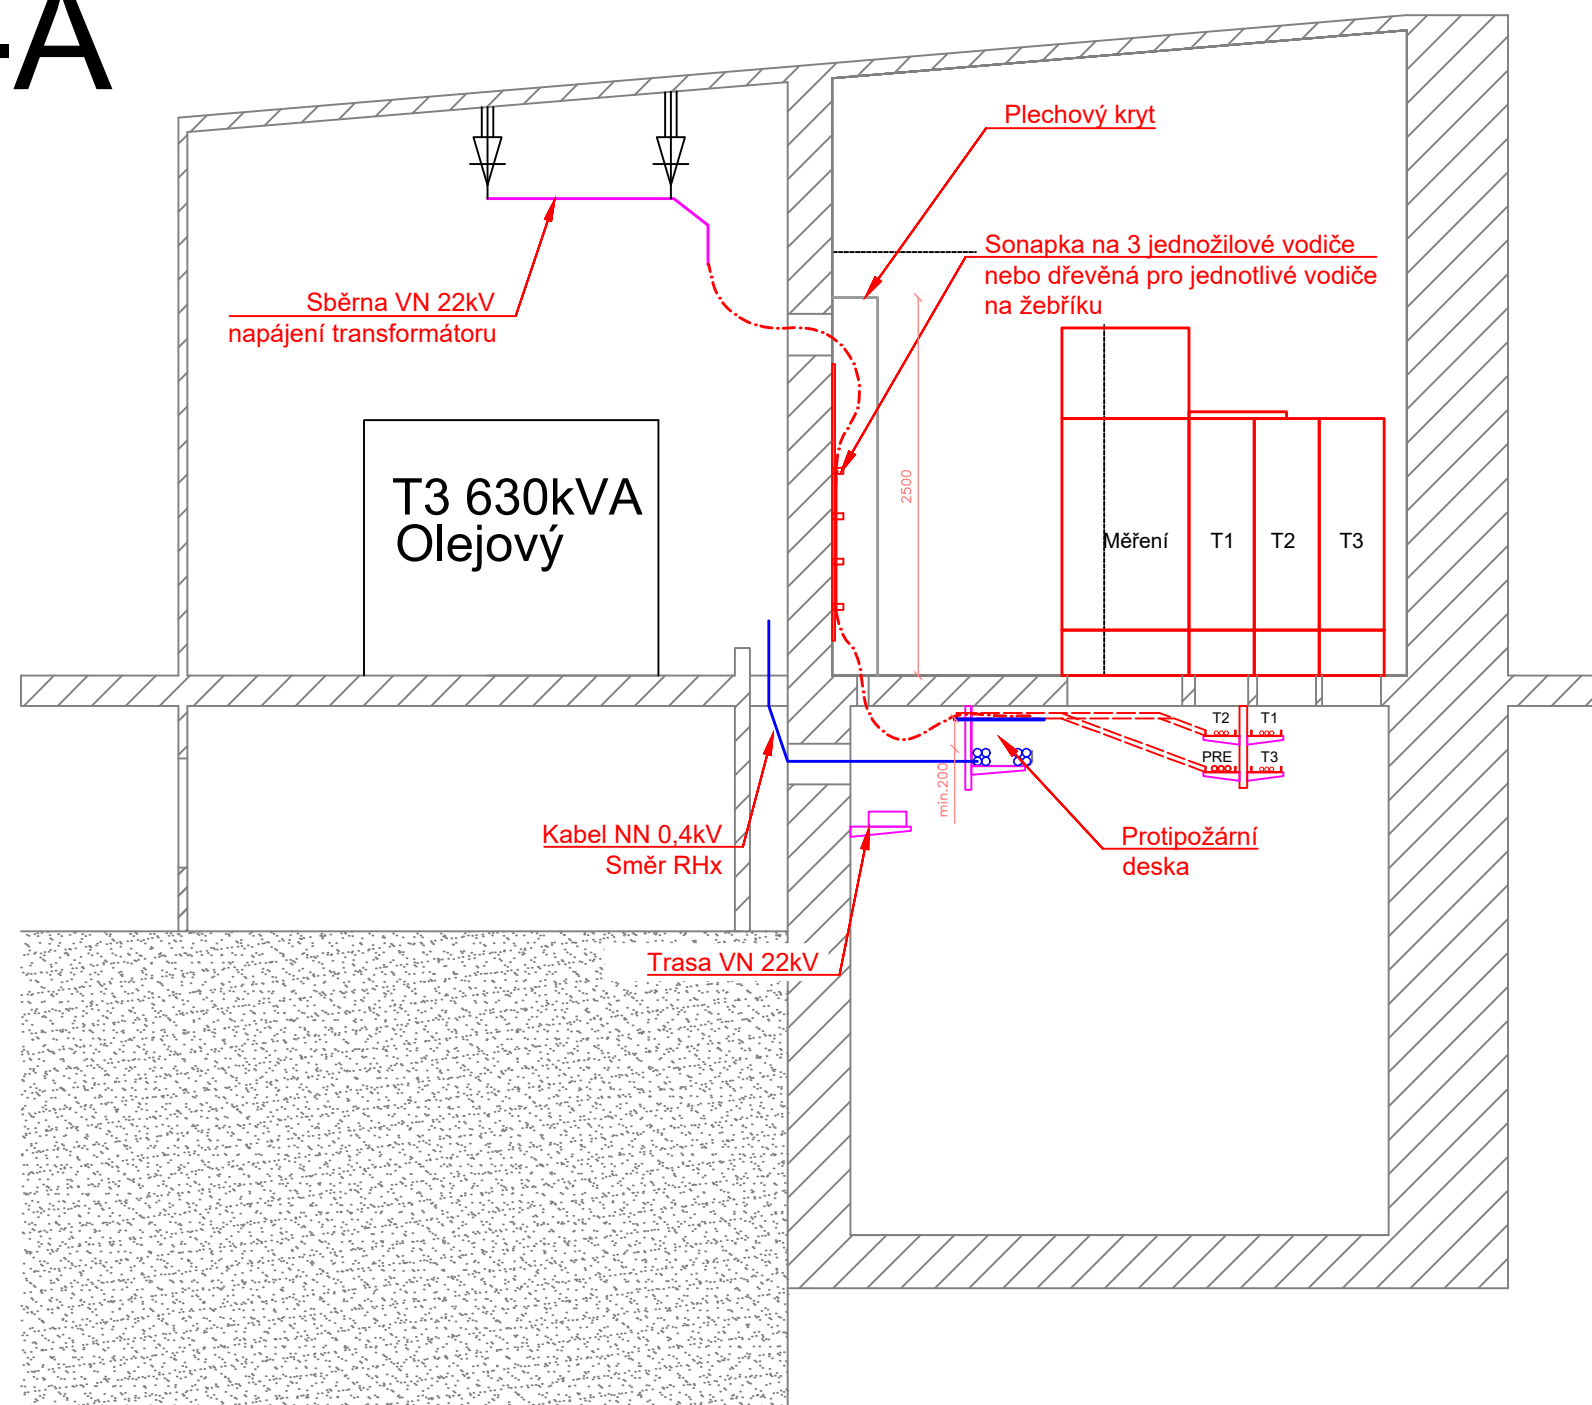 -A
Plechový kryt
Sonapka na 3 jednožilové vodiče
nebo dřevěná pro jednotlivé vodiče
na žebříku
Sběrna VN 22kV
napájení transformátoru
T3 630kVA
Olejový
2500
Měření
T1
T2
T3
T2
T1
PRE
T3
min.200
Kabel NN 0,4kV
Směr RHx
Protipožární
deska
Trasa VN 22kV